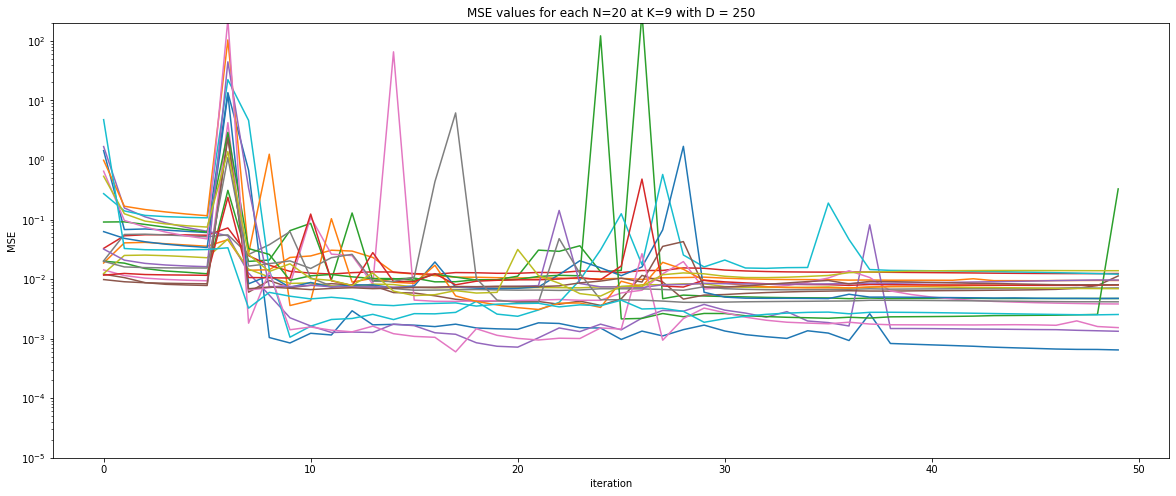 MSE values for each N=20 at K=9 with D = 250
10²
10¹
10⁰
10⁻¹
10⁻²
10⁻³
10⁻⁴
10⁻⁵
MSE
0 10 20 30 40 50
iteration